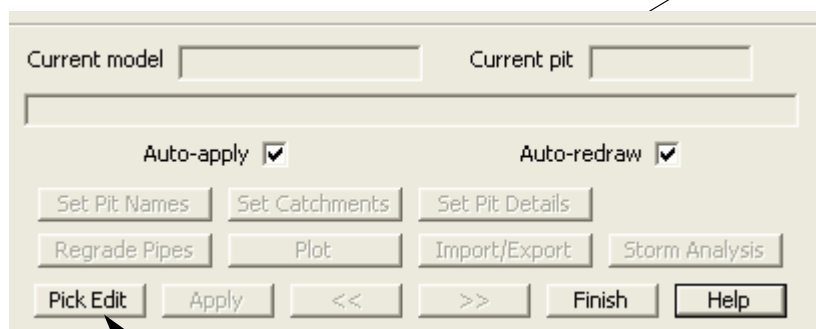 Current model Current pit
Auto-apply Auto-redraw
Set Pit Names Set Catchments Set Pit Details
Regrade Pipes Plot Import/Export Storm Analysis
Pick Edit Apply << >> Finish Help